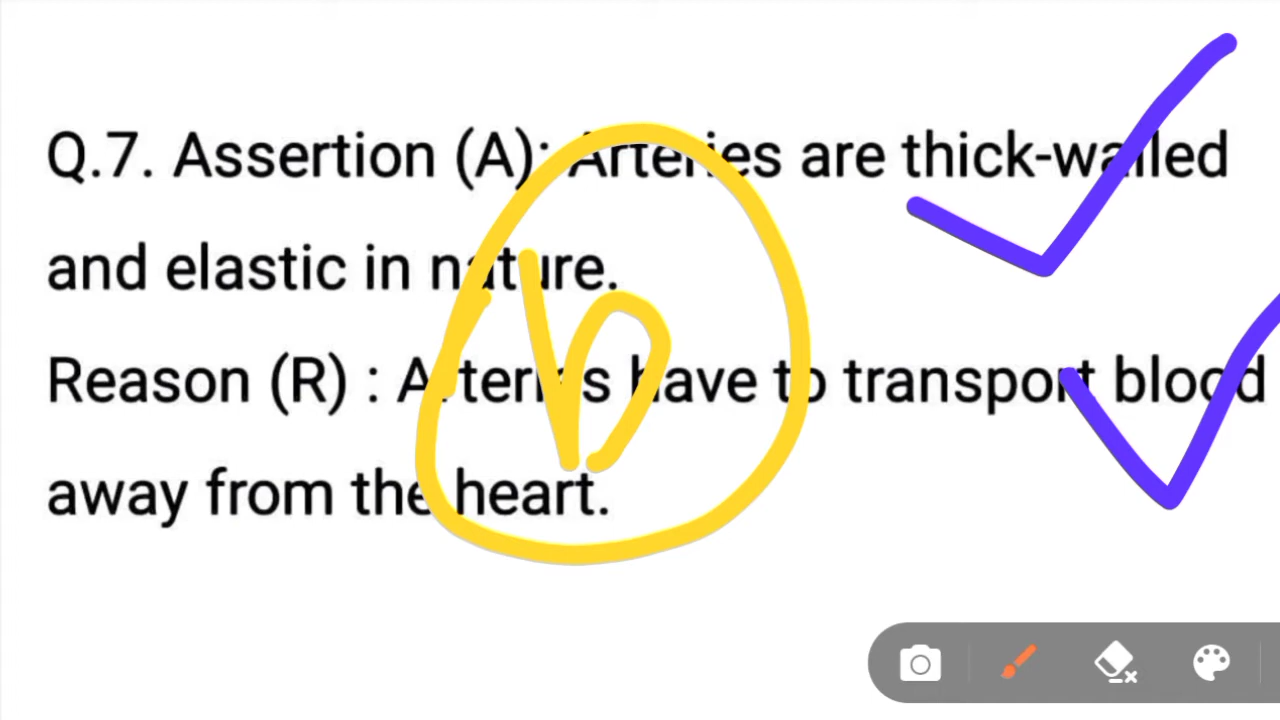 Q.7. Assertion (A): Arteries are thick-walled
and elastic in nature.
Reason (R) : Arteries have to transport blood
away from the heart.
b